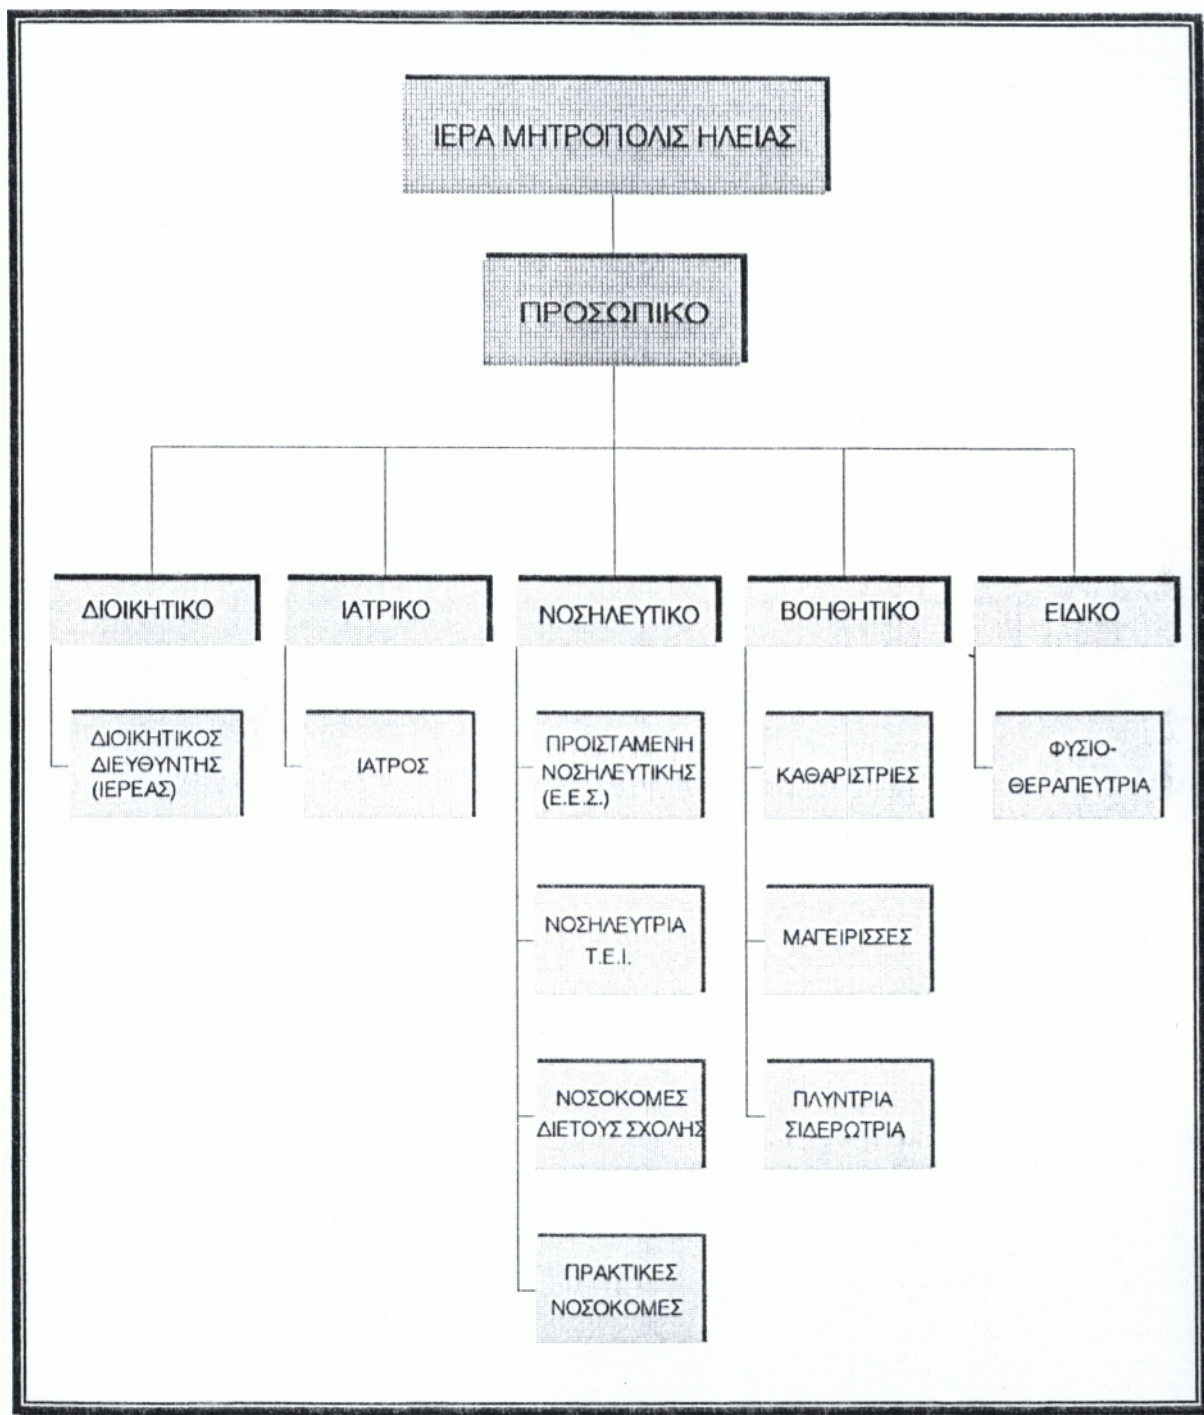 ΙΕΡΑ ΜΗΤΡΟΠΟΛΙΣ ΗΛΕΙΑΣ
ΠΡΟΣΩΠΙΚΟ
ΔΙΟΙΚΗΤΙΚΟ
ΙΑΤΡΙΚΟ
ΝΟΣΗΛΕΥΤΙΚΟ
ΒΟΗΘΗΤΙΚΟ
ΕΙΔΙΚΟ
ΔΙΟΙΚΗΤΙΚΟΣ
ΔΙΕΥΘΥΝΤΗΣ
(ΙΕΡΕΑΣ)
ΙΑΤΡΟΣ
ΠΡΟΙΣΤΑΜΕΝΗ
ΝΟΣΗΛΕΥΤΙΚΗΣ
(Ε.Ε.Σ.)
ΚΑΘΑΡΙΣΤΡΙΕΣ
ΦΥΣΙΟ-
ΘΕΡΑΠΕΥΤΡΙΑ
ΝΟΣΗΛΕΥΤΡΙΑ
Τ.Ε.Ι.
ΜΑΓΕΙΡΙΣΣΕΣ
ΝΟΣΟΚΟΜΕΣ
ΔΙΕΤΟΥΣ ΣΧΟΛΗΣ
ΠΛΥΝΤΡΙΑ
ΣΙΔΕΡΩΤΡΙΑ
ΠΡΑΚΤΙΚΕΣ
ΝΟΣΟΚΟΜΕΣ